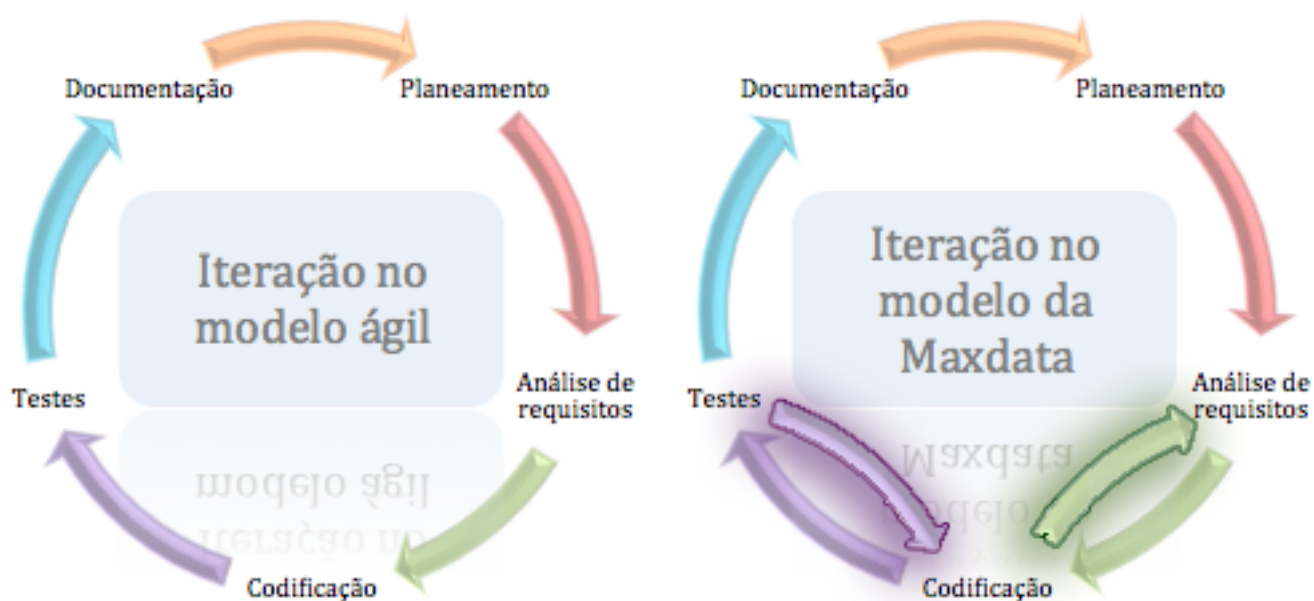 Documentação
Planeamento
Iteração no
modelo ágil
Testes
Análise de
requisitos
Codificação
Documentação
Planeamento
Iteração no
modelo da
Maxdata
Testes
Análise de
requisitos
Codificação